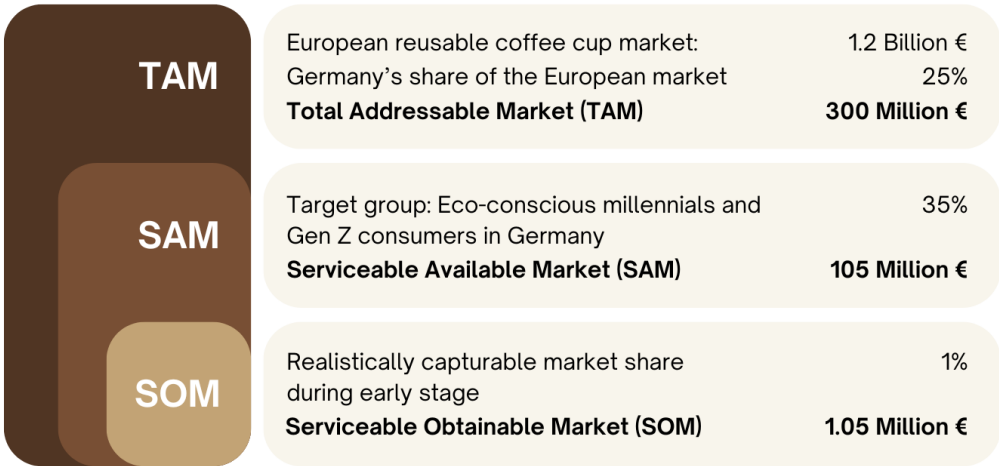 TAM
European reusable coffee cup market: 1.2 Billion €
Germany’s share of the European market 25%
Total Addressable Market (TAM) 300 Million €
SAM
Target group: Eco-conscious millennials and 35%
Gen Z consumers in Germany
Serviceable Available Market (SAM) 105 Million €
SOM
Realistically capturable market share 1%
during early stage
Serviceable Obtainable Market (SOM) 1.05 Million €